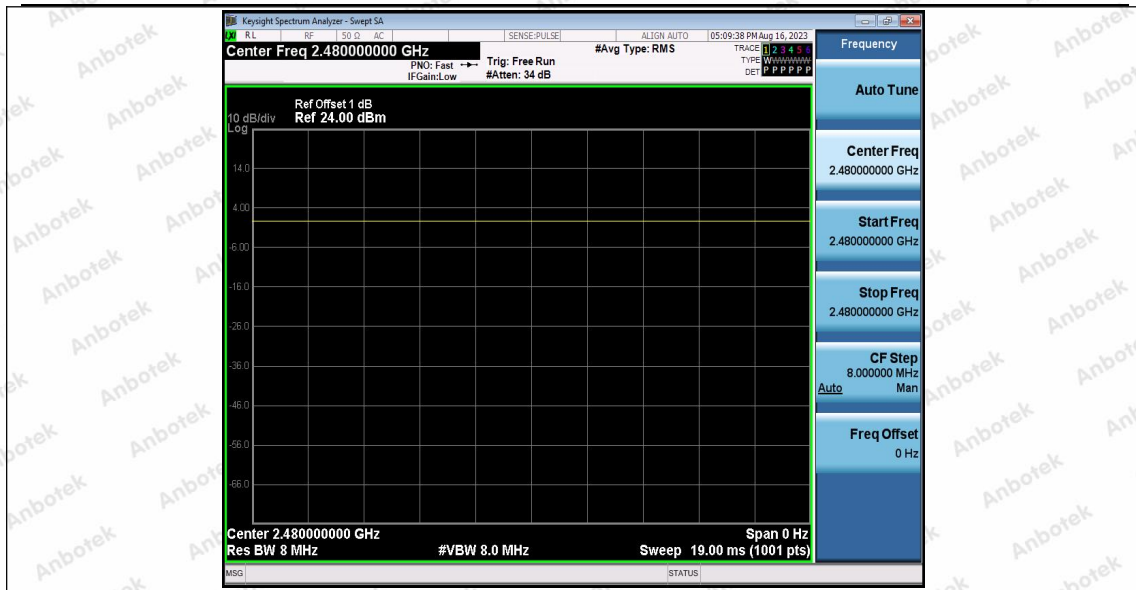 Keysight Spectrum Analyzer - Swept SA
LXI RL RF 50 Ω AC SENSE:PULSE ALIGN AUTO 05:09:38 PM Aug 16, 2023
Center Freq 2.480000000 GHz
PNO: Fast
IFGain:Low
Trig: Free Run
#Atten: 34 dB
#Avg Type: RMS
TRACE 1 2 3 4 5 6
TYPE WWWWWW
DET P P P P P P
Ref Offset 1 dB
10 dB/div Ref 24.00 dBm
Log
14.0
4.00
-6.00
-16.0
-26.0
-36.0
-46.0
-56.0
-66.0
Center 2.480000000 GHz Span 0 Hz
Res BW 8 MHz #VBW 8.0 MHz Sweep 19.00 ms (1001 pts)
MSG STATUS
Frequency
Auto Tune
Center Freq
2.480000000 GHz
Start Freq
2.480000000 GHz
Stop Freq
2.480000000 GHz
CF Step
8.000000 MHz
Auto Man
Freq Offset
0 Hz
Anbotek